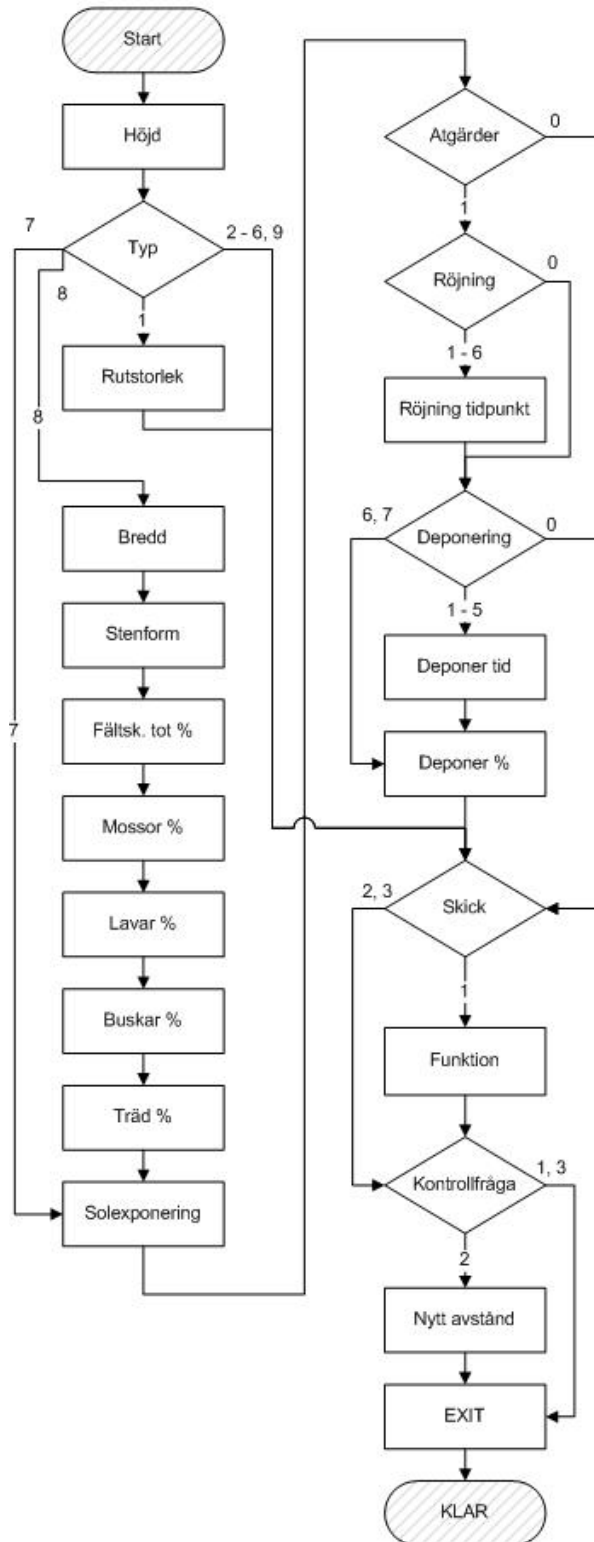 Start
Höjd
7
Typ
2 - 6, 9
8
1
Rutstorlek
8
Bredd
Stenform
Fältsk. tot %
7
Mossor %
Lavar %
Buskar %
Träd %
Solexponering
Atgärder
0
1
Röjning
0
1 - 6
Röjning tidpunkt
6, 7
Deponering
0
1 - 5
Deponer tid
Deponer %
2, 3
Skick
1
Funktion
Kontrollfråga
1, 3
2
Nytt avstånd
EXIT
KLAR